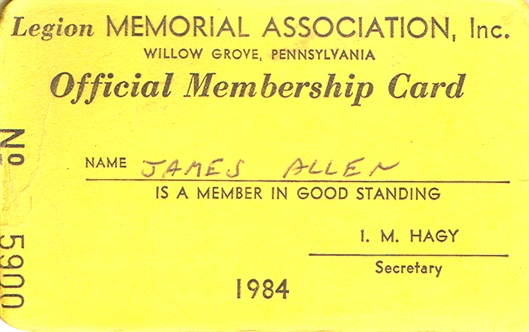 Legion MEMORIAL ASSOCIATION, Inc.
WILLOW GROVE, PENNSYLVANIA
Official Membership Card
No 5900
NAME JAMES ALLEN
IS A MEMBER IN GOOD STANDING
I. M. HAGY
Secretary
1984